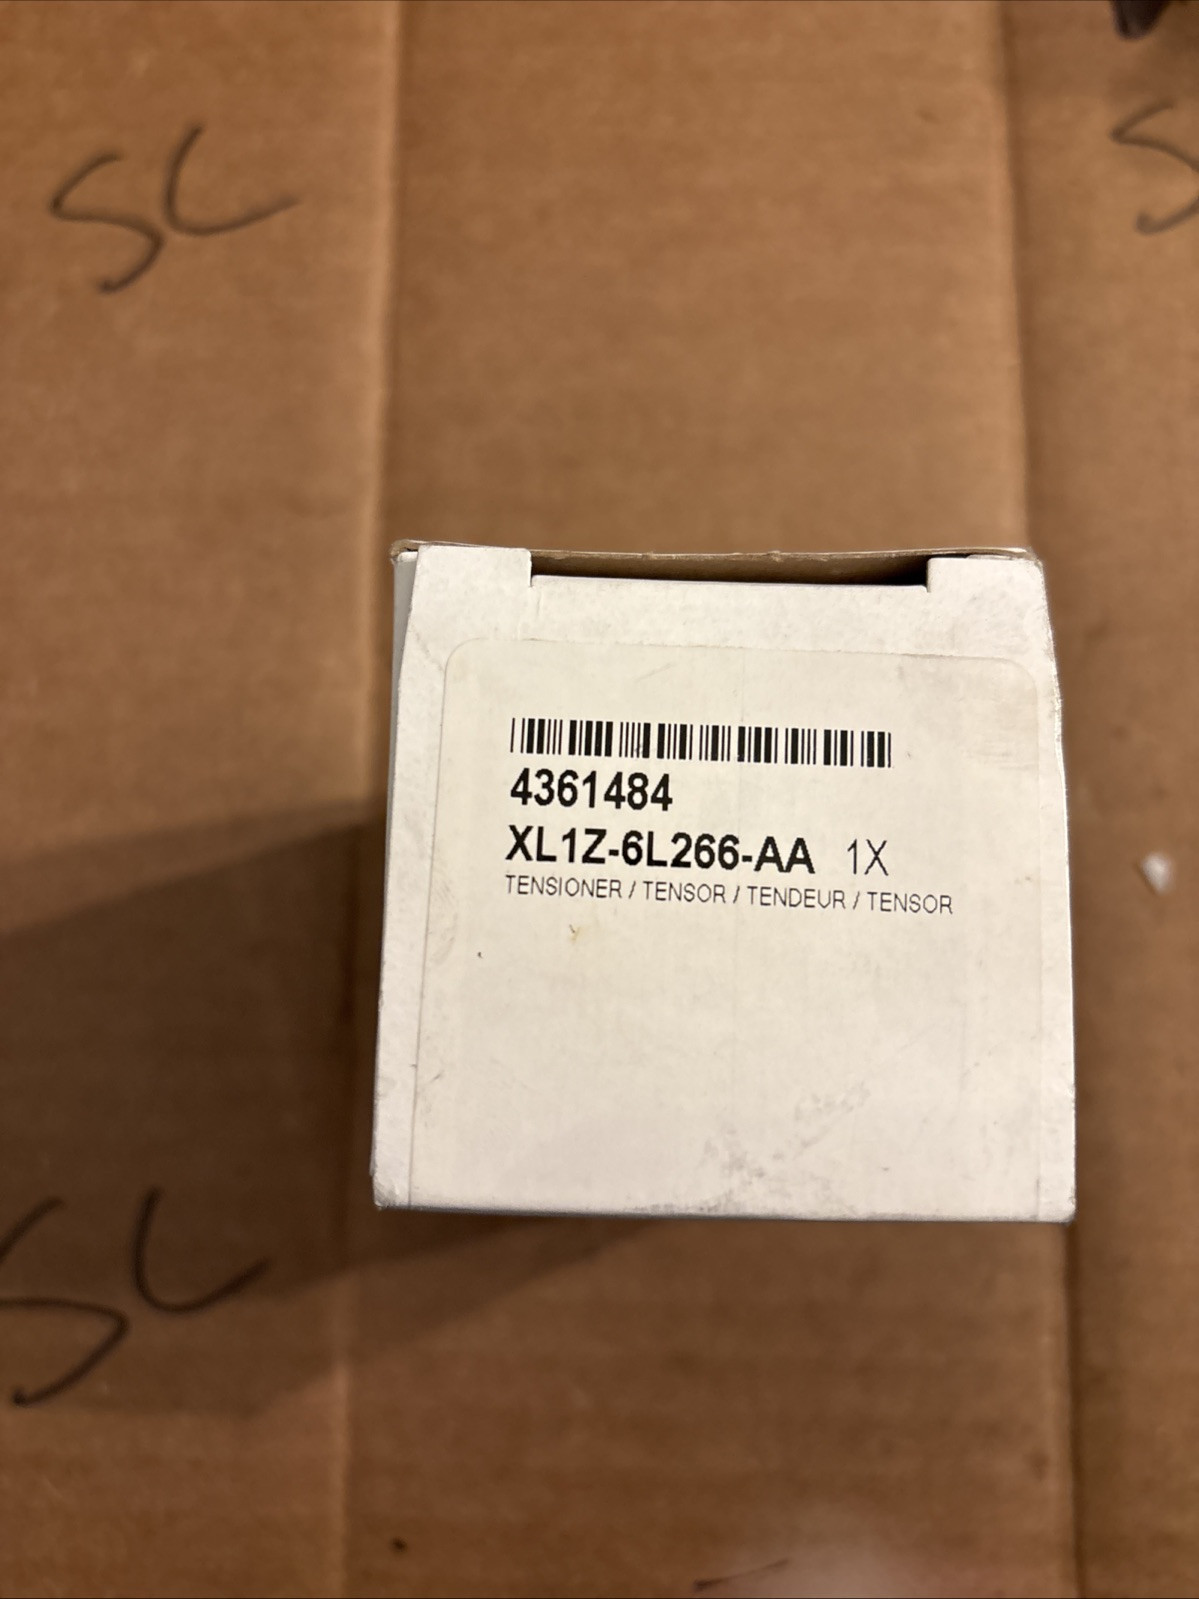 SC
S
4361484
XL1Z-6L266-AA 1X
TENSIONER / TENSOR / TENDEUR / TENSOR
SC